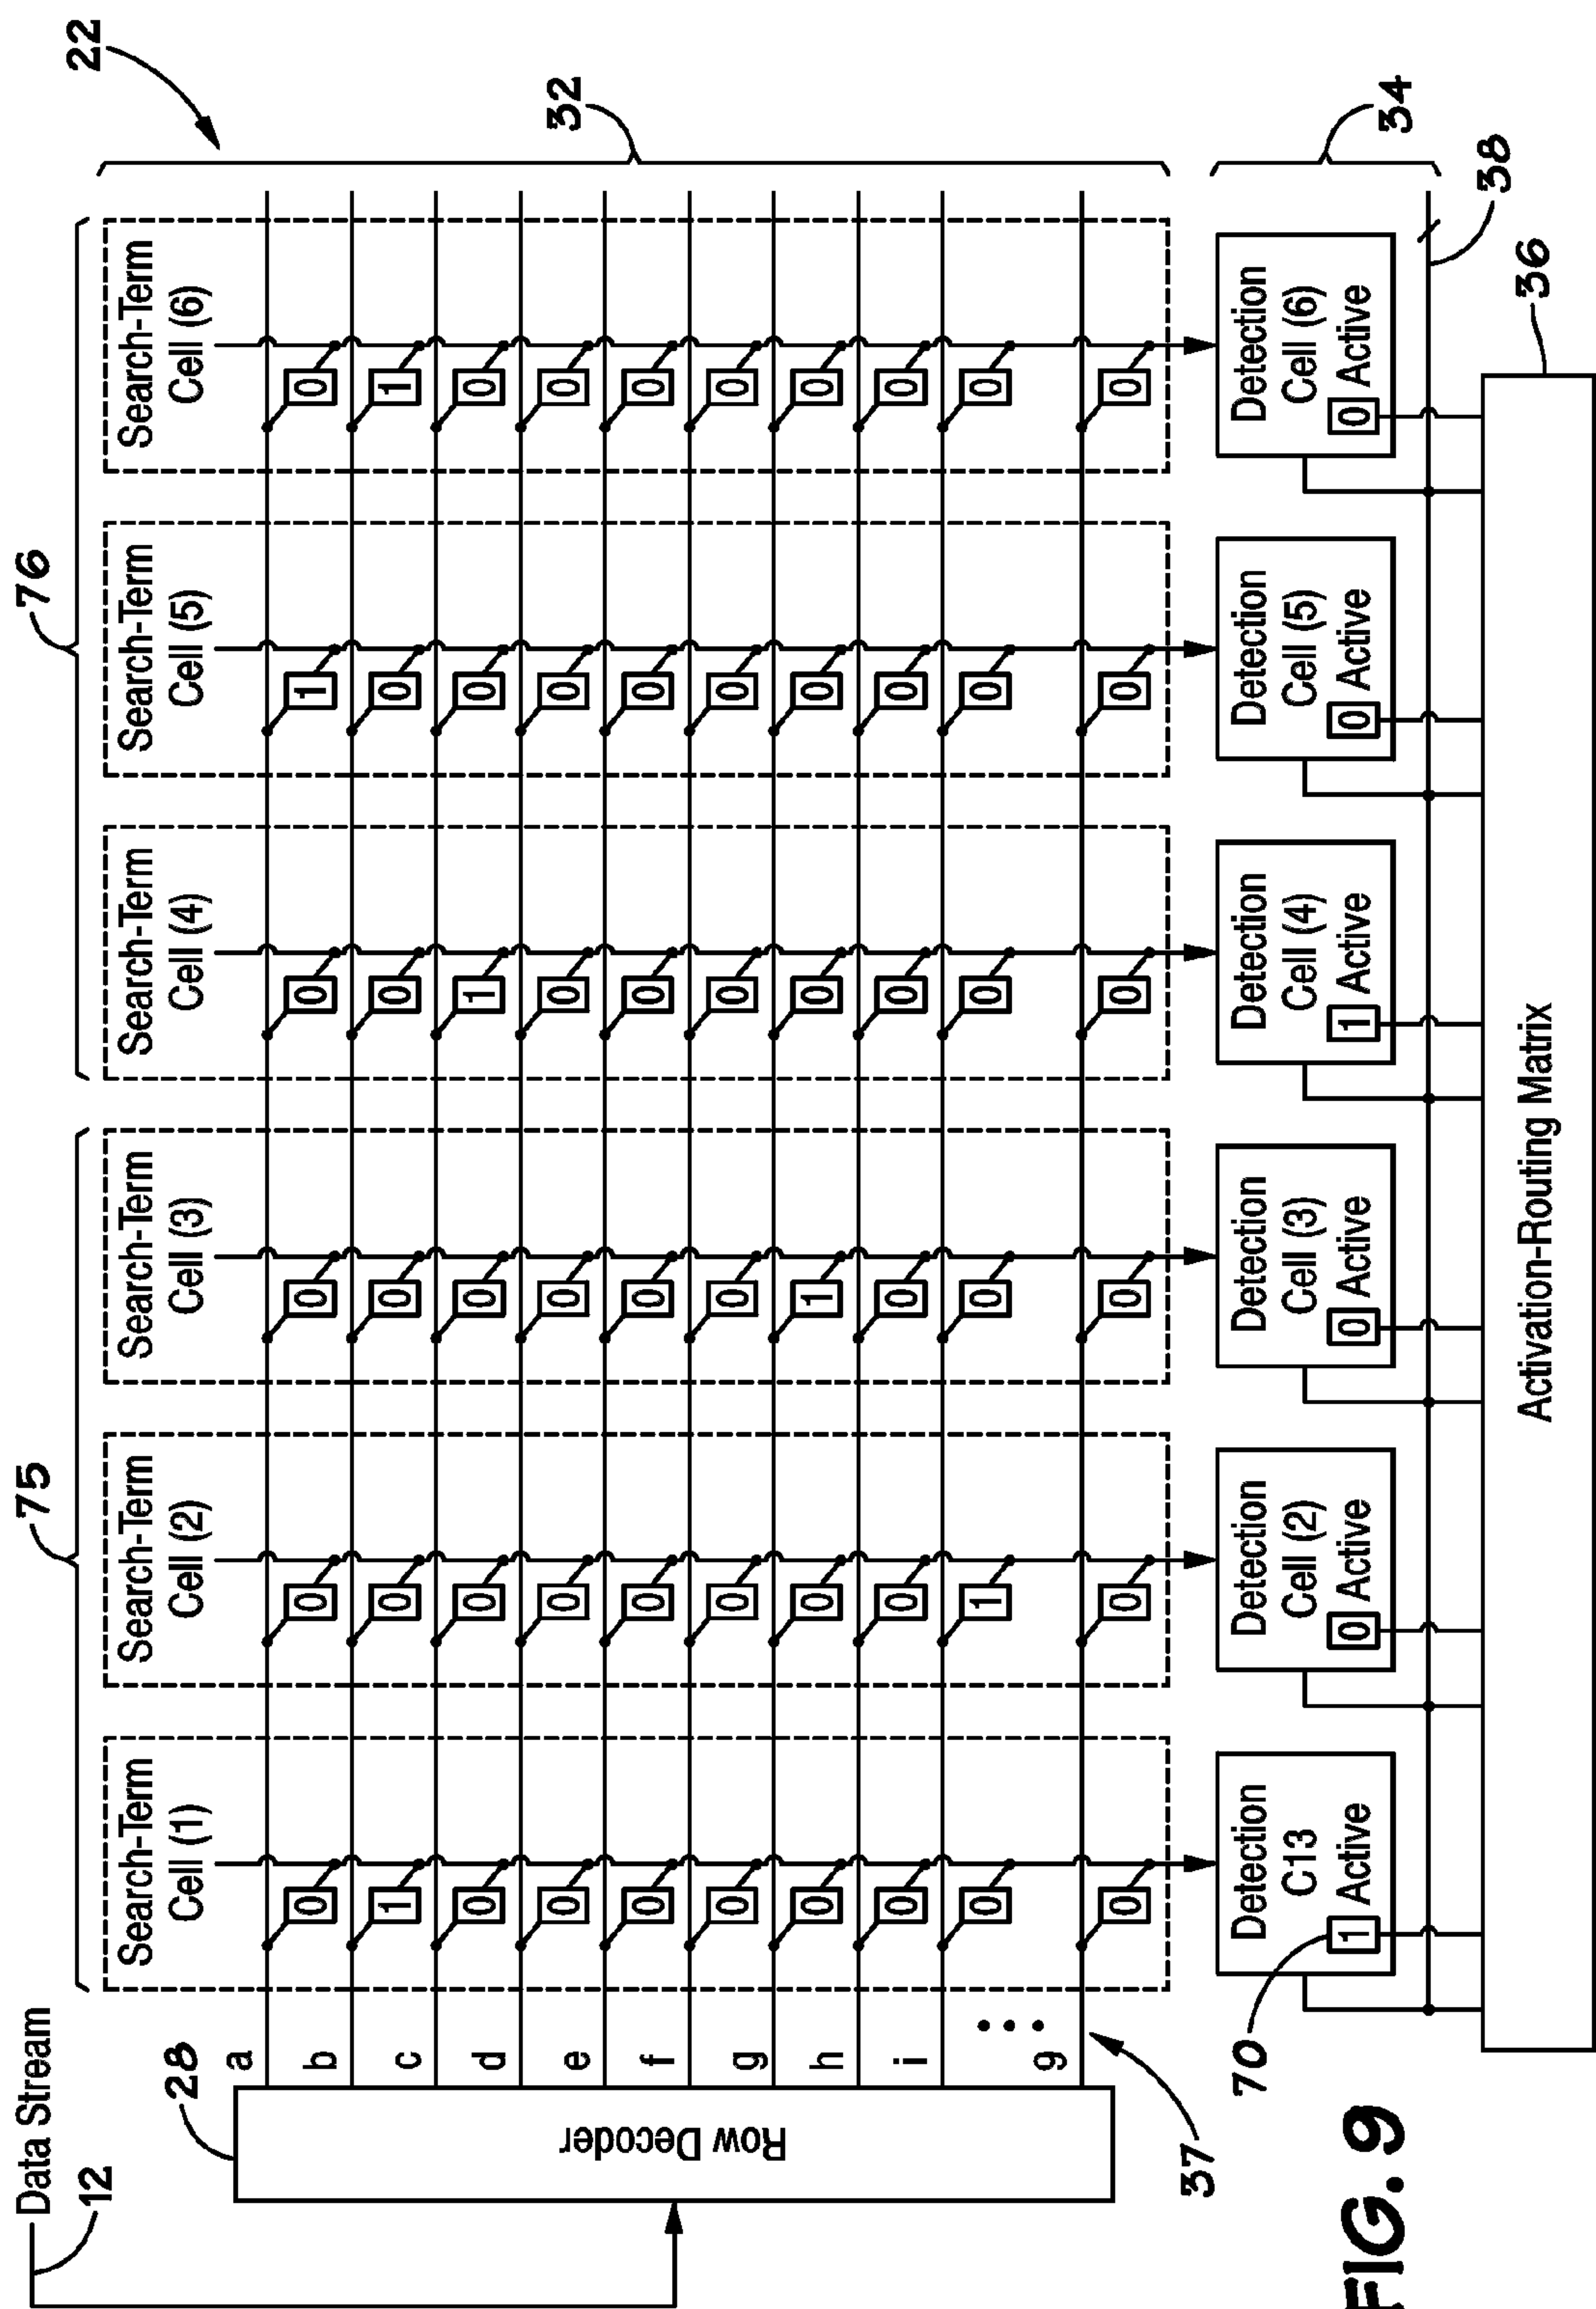 Data Stream
12
75
76
22
28
Row Decoder
a
b
c
d
e
f
g
h
i
9
37
Search-Term
Cell (1)
0
1
0
0
0
0
0
0
0
0
Search-Term
Cell (2)
0
0
0
0
0
0
0
0
1
0
Search-Term
Cell (3)
0
0
0
0
0
0
1
0
0
0
Search-Term
Cell (4)
0
0
1
0
0
0
0
0
0
0
Search-Term
Cell (5)
1
0
0
0
0
0
0
0
0
0
Search-Term
Cell (6)
0
1
0
0
0
0
0
0
0
0
32
Detection
C13
1 Active
70
Detection
Cell (2)
0 Active
Detection
Cell (3)
0 Active
Detection
Cell (4)
1 Active
Detection
Cell (5)
0 Active
Detection
Cell (6)
0 Active
34
38
Activation-Routing Matrix
36
FIG. 9